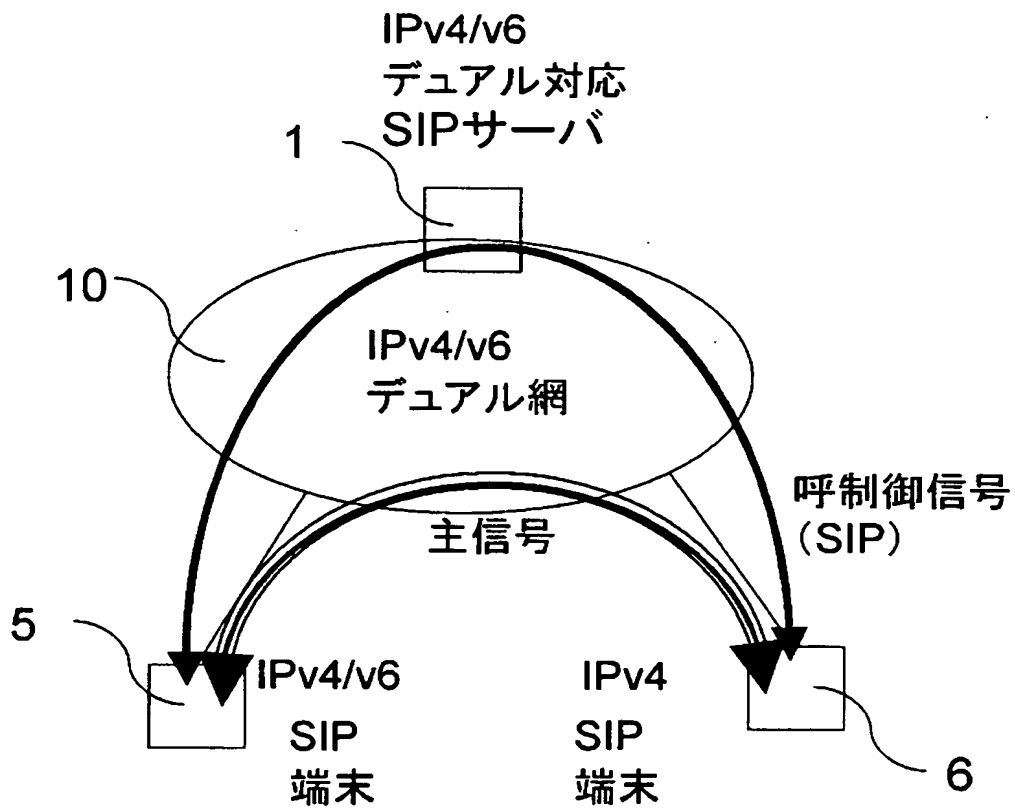 IPv4/v6
デュアル対応
SIPサーバ
1
10
IPv4/v6
デュアル網
呼制御信号
（SIP）
主信号
5
IPv4/v6
SIP
端末
IPv4
SIP
端末
6